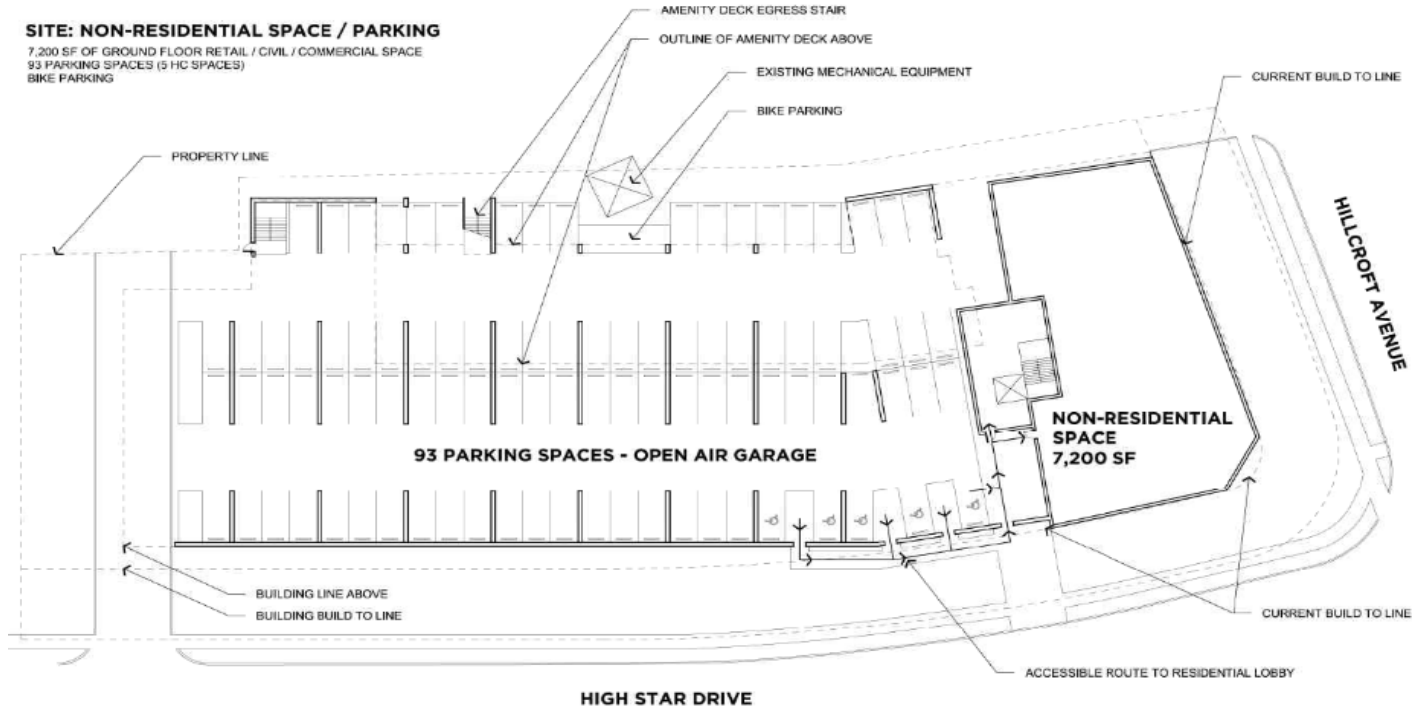 SITE: NON-RESIDENTIAL SPACE / PARKING
7,200 SF OF GROUND FLOOR RETAIL / CIVIL / COMMERCIAL SPACE
93 PARKING SPACES (5 HC SPACES)
BIKE PARKING
AMENITY DECK EGRESS STAIR
OUTLINE OF AMENITY DECK ABOVE
EXISTING MECHANICAL EQUIPMENT
BIKE PARKING
CURRENT BUILD TO LINE
PROPERTY LINE
HILLCROFT AVENUE
NON-RESIDENTIAL
SPACE
7,200 SF
93 PARKING SPACES - OPEN AIR GARAGE
BUILDING LINE ABOVE
BUILDING BUILD TO LINE
CURRENT BUILD TO LINE
ACCESSIBLE ROUTE TO RESIDENTIAL LOBBY
HIGH STAR DRIVE